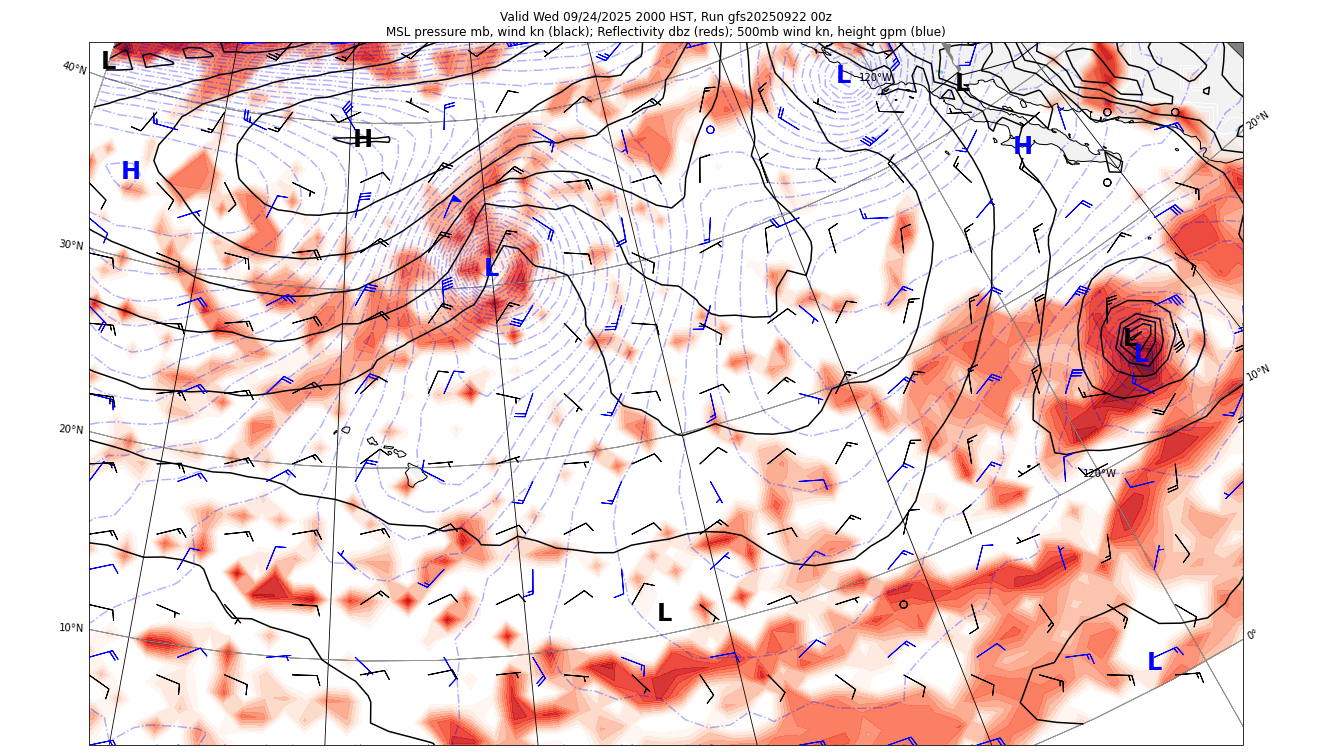 Valid Wed 09/24/2025 2000 HST, Run gfs20250922 00z
MSL pressure mb, wind kn (black); Reflectivity dbz (reds); 500mb wind kn, height gpm (blue)
L
40°N
L
120°W
L
20°N
H
H
H
30°N
L
L
L
10°N
20°N
120°W
L
10°N
0°
L